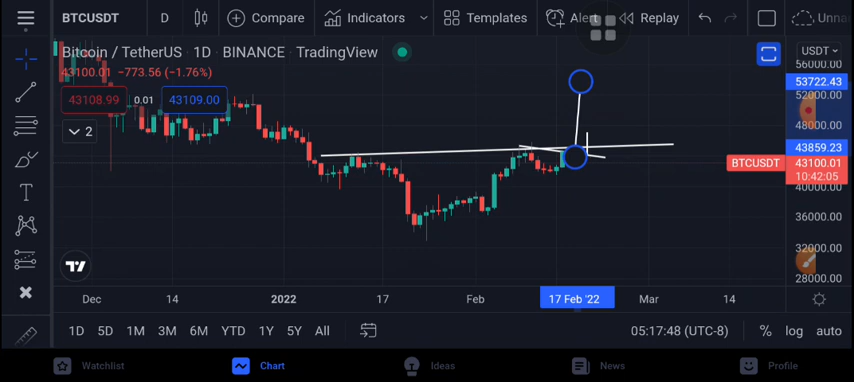 BTCUSDT D Compare Indicators Templates Alert Replay Unna
Bitcoin / TetherUS · 1D · BINANCE · TradingView
USDT
43100.01 −773.56 (−1.76%)
43108.99 0.01 43109.00
2
56000.00
53722.43
52000.00
48000.00
43859.23
BTCUSDT 43100.01
10:42:05
40000.00
36000.00
32000.00
28000.00
Dec 14 2022 17 Feb 17 Feb '22 Mar 14
1D 5D 1M 3M 6M YTD 1Y 5Y All 05:17:48 (UTC-8) % log auto
Watchlist Chart Ideas News Profile